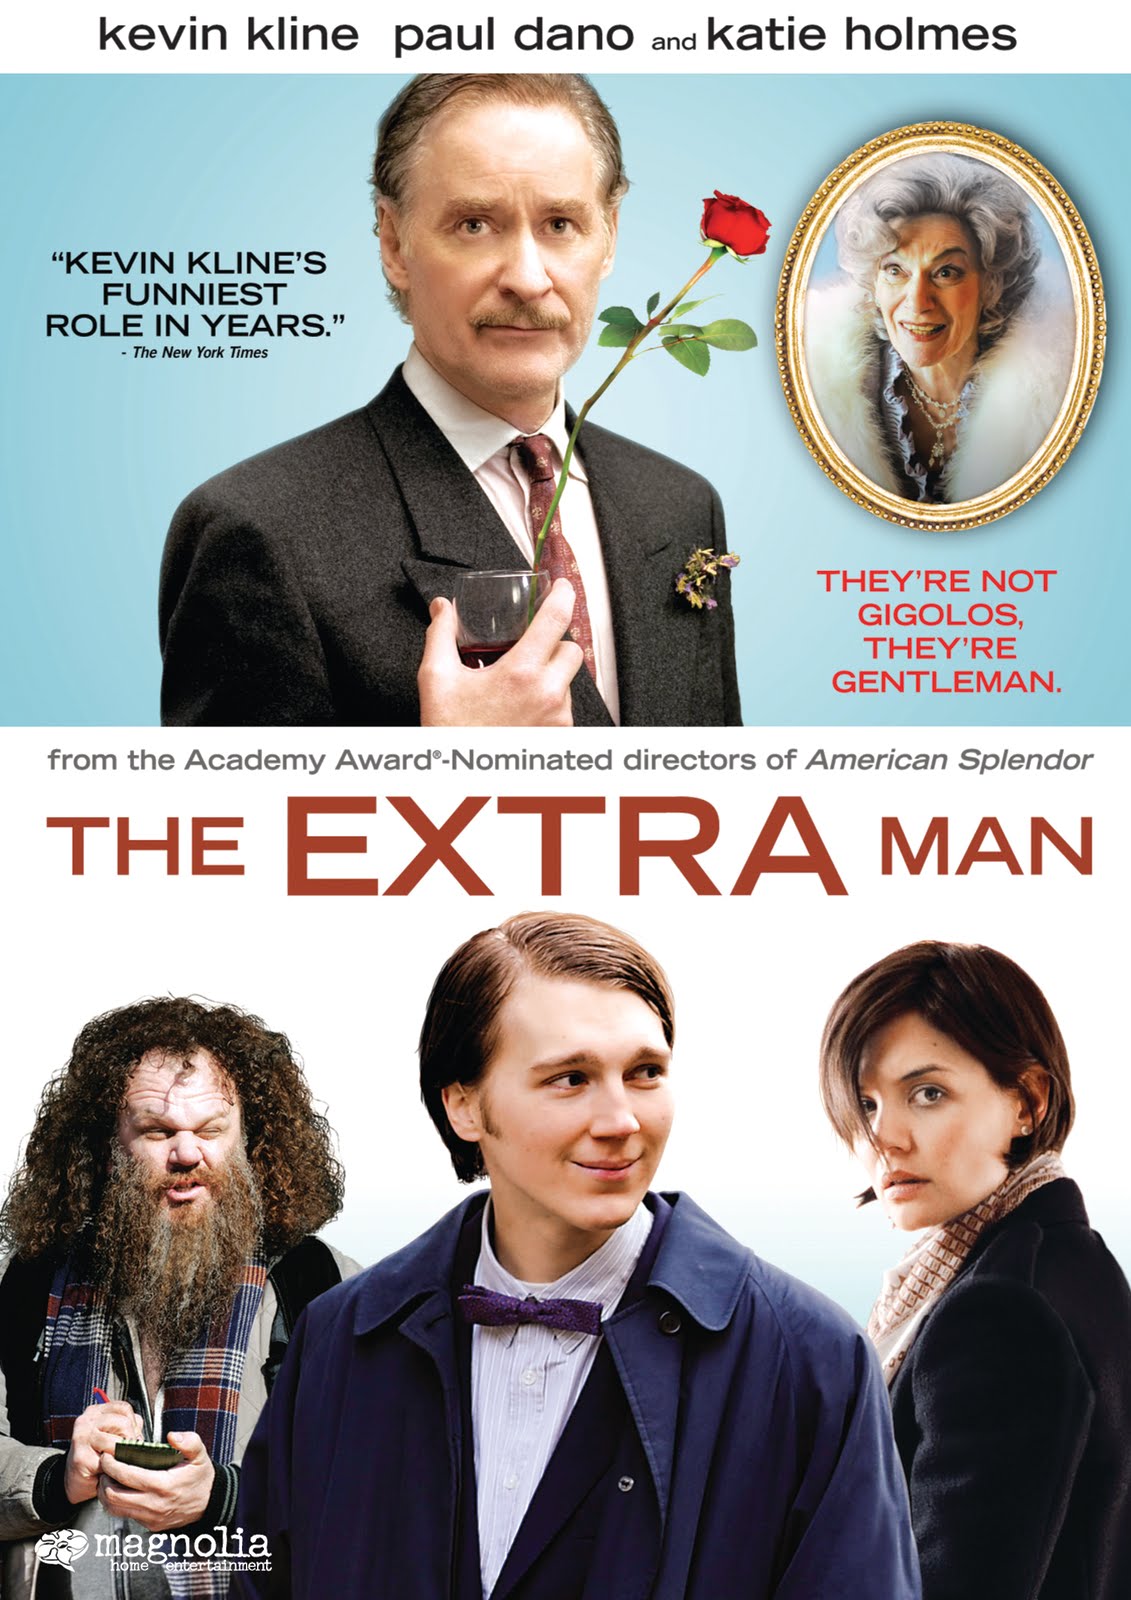 kevin kline paul dano and katie holmes
“KEVIN KLINE’S
FUNNIEST
ROLE IN YEARS.”
- The New York Times
THEY’RE NOT
GIGOLOS,
THEY’RE
GENTLEMAN.
from the Academy Award®-Nominated directors of American Splendor
THE EXTRA MAN
magnolia
home entertainment